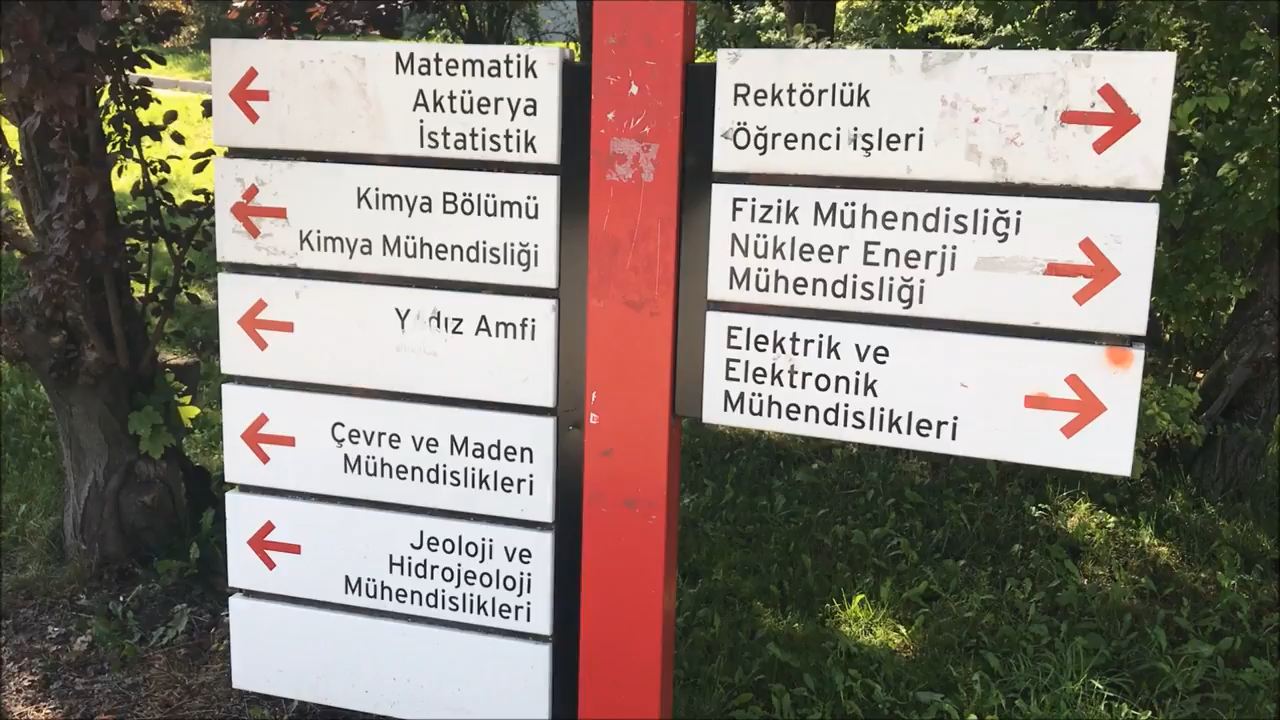 Matematik
Aktüerya
İstatistik
Kimya Bölümü
Kimya Mühendisliği
Amfi
Çevre ve Maden
Mühendislikleri
Jeoloji ve
Hidrojeoloji
Mühendislikleri
Rektörlük
Öğrenci işleri
Fizik Mühendisliği
Nükleer Enerji
Mühendisliği
Elektrik ve
Elektronik
Mühendislikleri